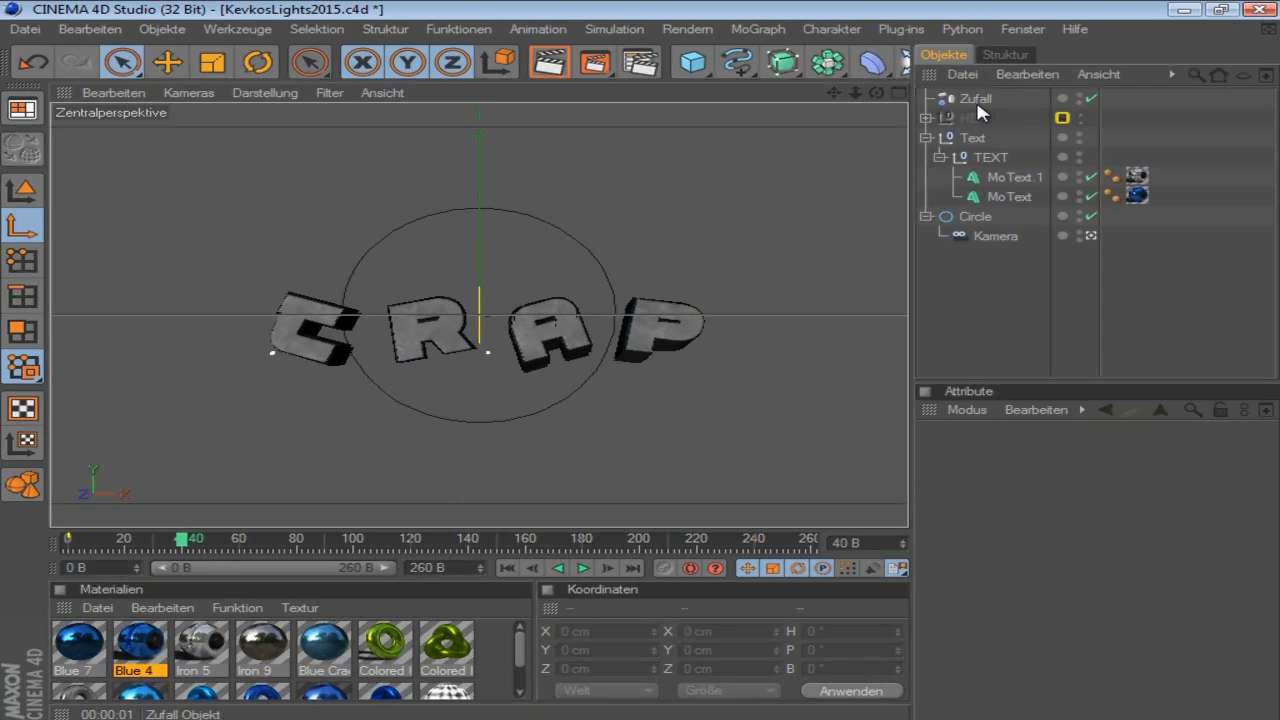 CINEMA 4D Studio (32 Bit) - [KevkosLights2015.c4d *]
Datei Bearbeiten Objekte Werkzeuge Selektion Struktur Funktionen Animation Simulation Rendern MoGraph Charakter Plug-ins Python Fenster Hilfe
X Y Z
Objekte Struktur
Datei Bearbeiten Ansicht
Bearbeiten Kameras Darstellung Filter Ansicht
Zentralperspektive
Zufall
Text
TEXT
MoText.1
MoText
Circle
Kamera
Y
CRAP
Y
Z X
Attribute
Modus Bearbeiten
0 20 40 60 80 100 120 140 160 180 200 220 240 260
40 B
0 B 0 B 260 B 260 B
Materialien
Datei Bearbeiten Funktion Textur
Blue 7 Blue 4 Iron 5 Iron 9 Blue Cra Colored I Colored I
Koordinaten
-- -- --
X 0 cm X 0 cm H 0 °
Y 0 cm Y 0 cm P 0 °
Z 0 cm Z 0 cm B 0 °
Welt Größe Anwenden
MAXON CINEMA 4D
00:00:01 Zufall Objekt